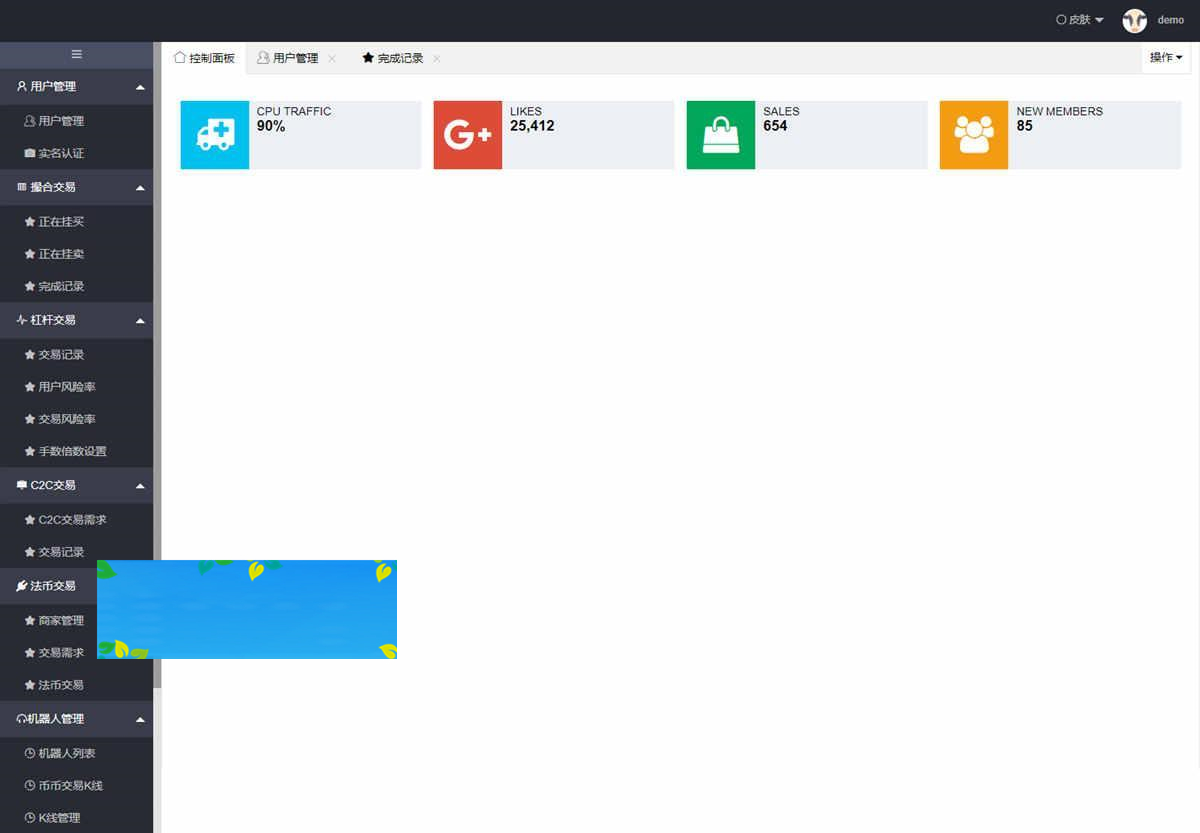 皮肤
demo
控制面板
用户管理
完成记录
操作
用户管理
用户管理
实名认证
撮合交易
正在挂买
正在挂卖
完成记录
杠杆交易
交易记录
用户风险率
交易风险率
手数倍数设置
C2C交易
C2C交易需求
交易记录
法币交易
商家管理
交易需求
法币交易
机器人管理
机器人列表
币币交易K线
K线管理
CPU TRAFFIC
90%
G+
LIKES
25,412
SALES
654
NEW MEMBERS
85